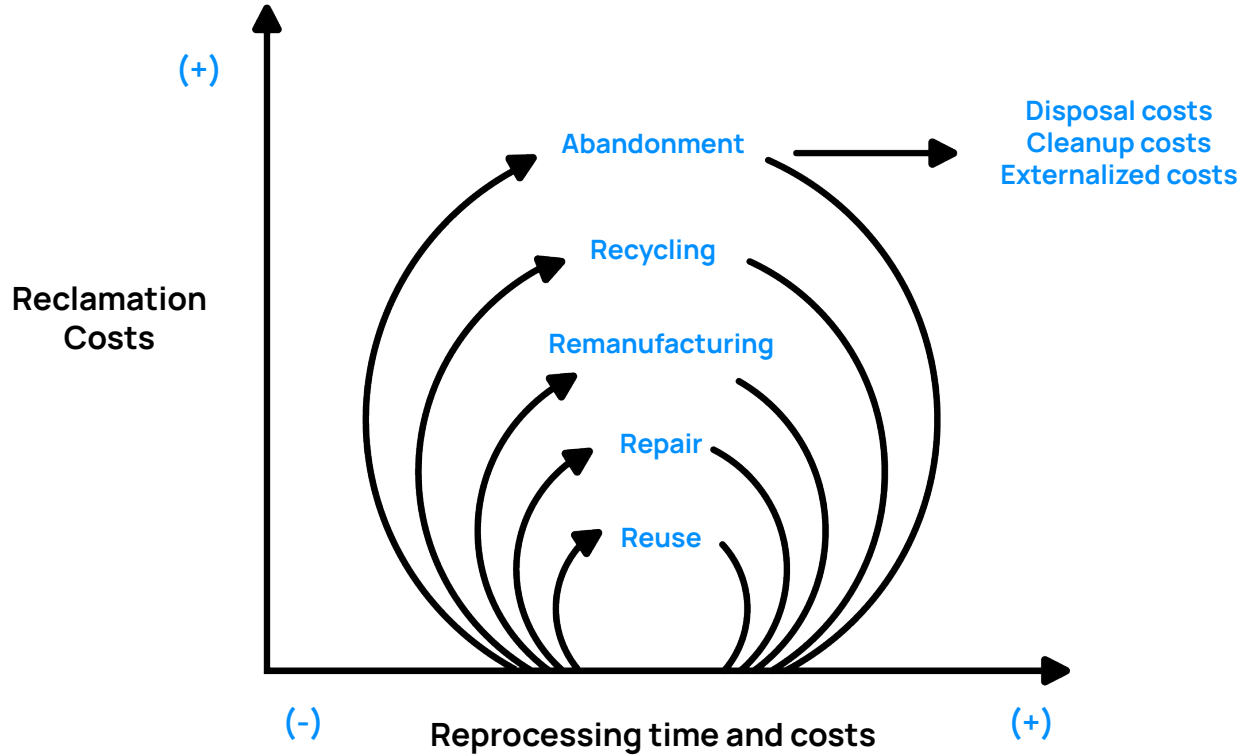 (+)
Disposal costs
Cleanup costs
Externalized costs
Abandonment
Recycling
Reclamation
Costs
Remanufacturing
Repair
Reuse
(-)
Reprocessing time and costs
(+)